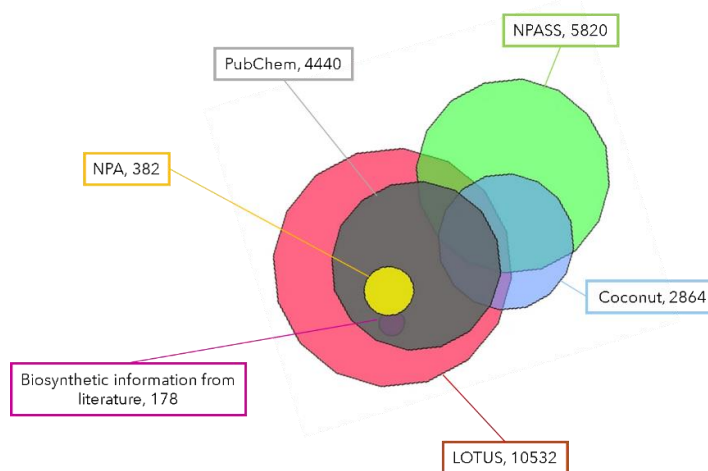 NPASS, 5820
PubChem, 4440
NPA, 382
Coconut, 2864
Biosynthetic information from
literature, 178
LOTUS, 10532